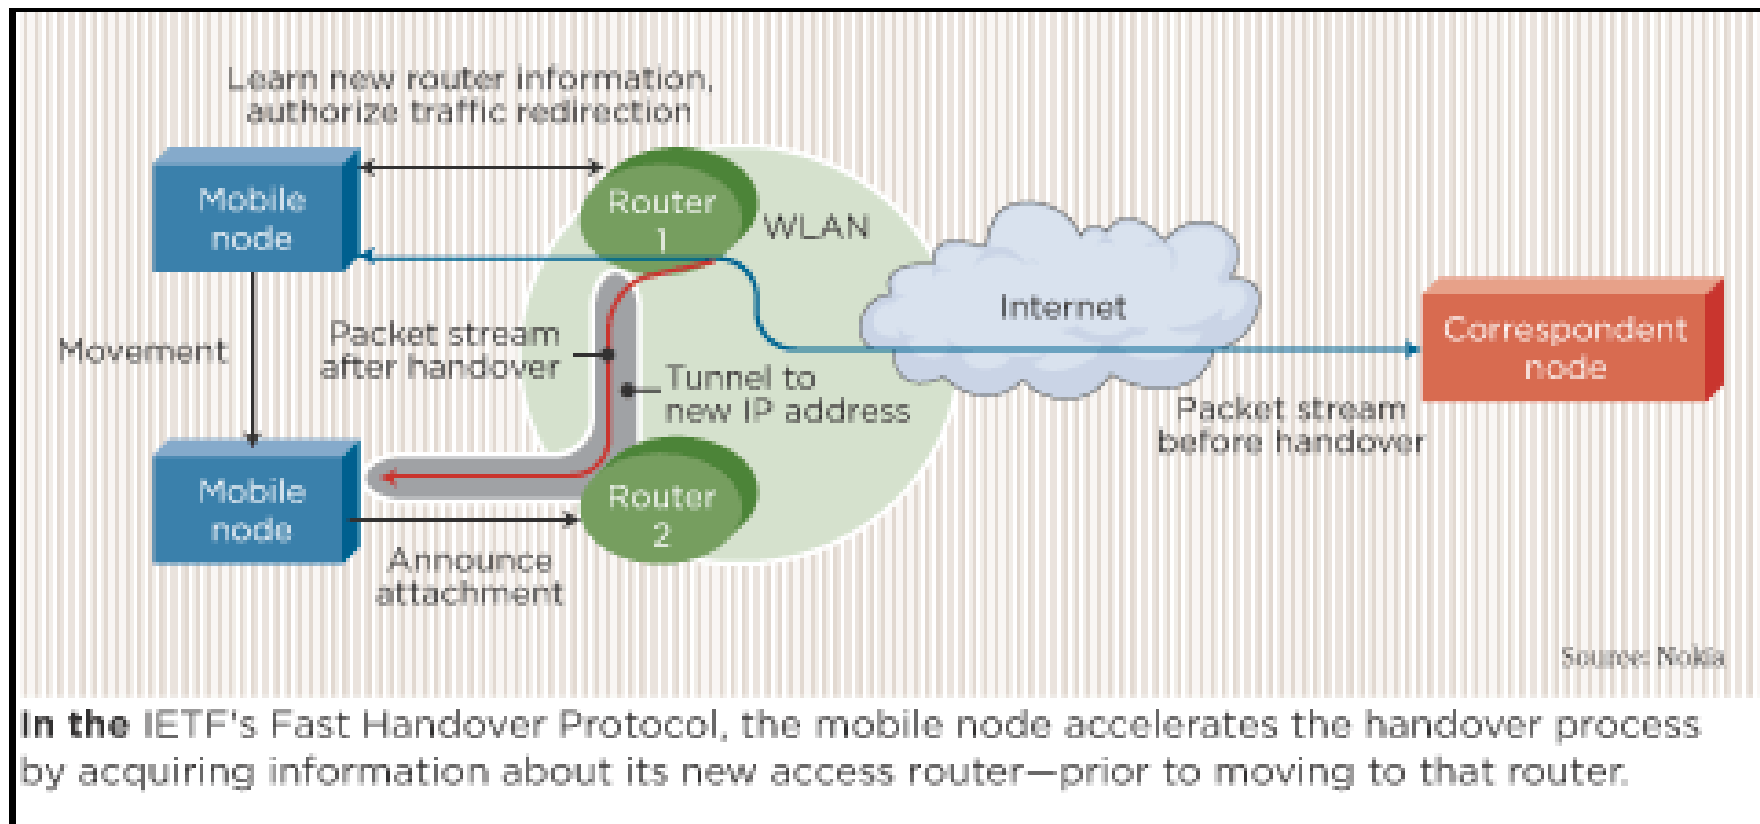 Learn new router information,
authorize traffic redirection
Mobile
node
Router
1
WLAN
Internet
Correspondent
node
Movement
Packet stream
after handover
Tunnel to
new IP address
Packet stream
before handover
Mobile
node
Router
2
Announce
attachment
Source: Nokia
In the IETF's Fast Handover Protocol, the mobile node accelerates the handover process
by acquiring information about its new access router—prior to moving to that router.